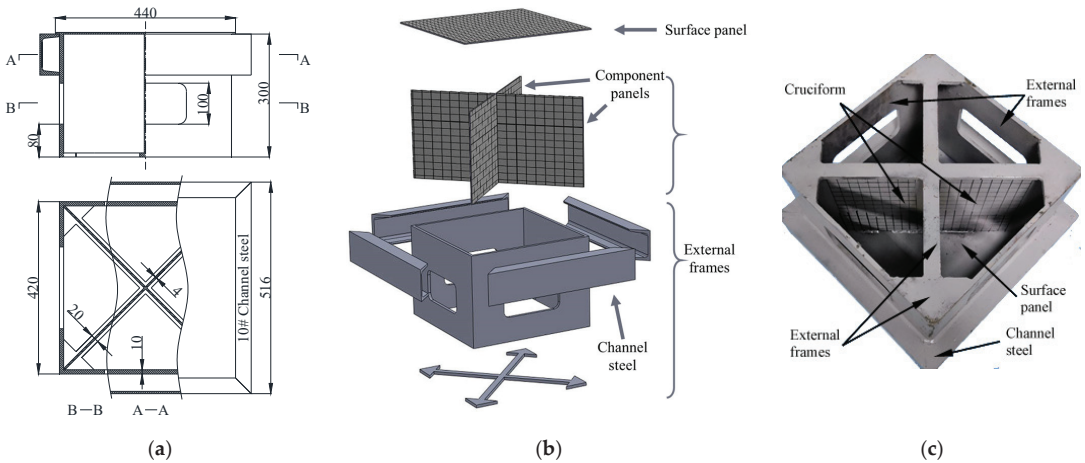 440
A
A
B
B
100
300
80
420
20
4
10
10# Channel steel
516
B—B
A—A
(a)
Surface panel
Component
panels
External
frames
Channel
steel
(b)
Cruciform
External
frames
Surface
panel
External
frames
Channel
steel
(c)